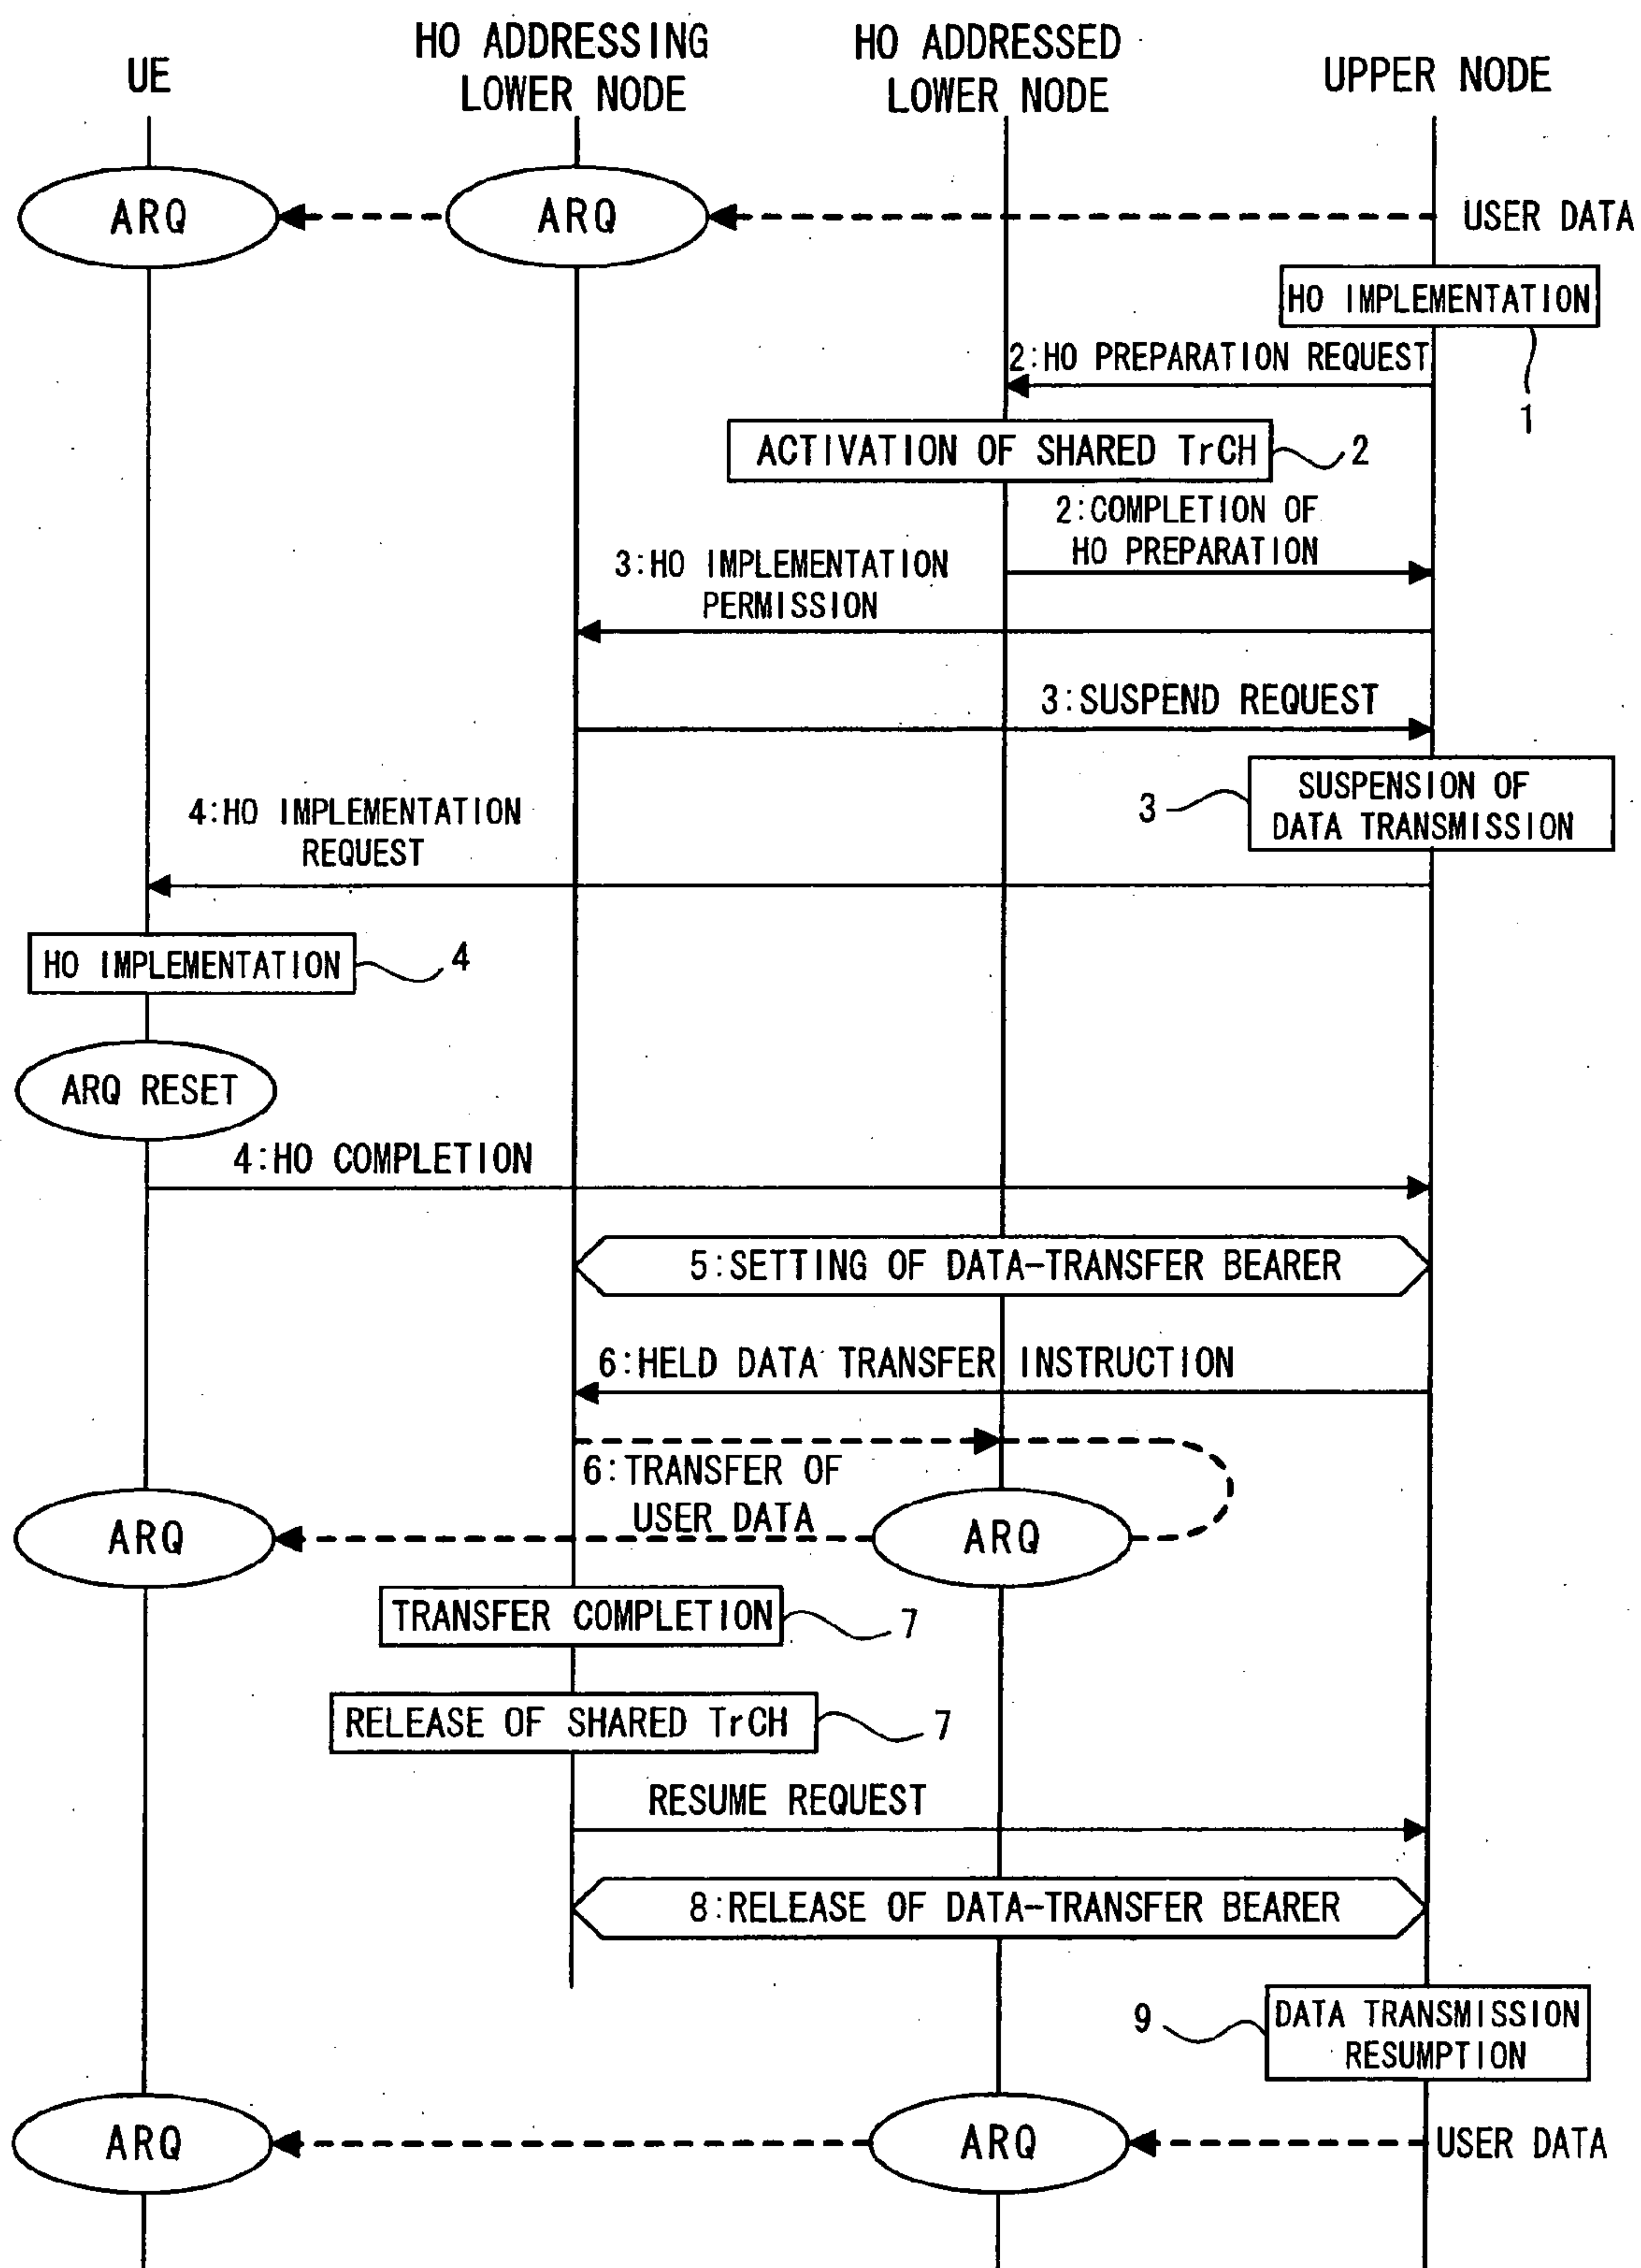 UE
HO ADDRESSING
LOWER NODE
HO ADDRESSED
LOWER NODE
UPPER NODE
ARQ
ARQ
USER DATA
HO IMPLEMENTATION
1
2:HO PREPARATION REQUEST
ACTIVATION OF SHARED TrCH
2
2:COMPLETION OF
HO PREPARATION
3:HO IMPLEMENTATION
PERMISSION
3:SUSPEND REQUEST
3
SUSPENSION OF
DATA TRANSMISSION
4:HO IMPLEMENTATION
REQUEST
HO IMPLEMENTATION
4
ARQ RESET
4:HO COMPLETION
5:SETTING OF DATA-TRANSFER BEARER
6:HELD DATA TRANSFER INSTRUCTION
6:TRANSFER OF
USER DATA
ARQ
ARQ
TRANSFER COMPLETION
7
RELEASE OF SHARED TrCH
7
RESUME REQUEST
8:RELEASE OF DATA-TRANSFER BEARER
9
DATA TRANSMISSION
RESUMPTION
ARQ
ARQ
USER DATA